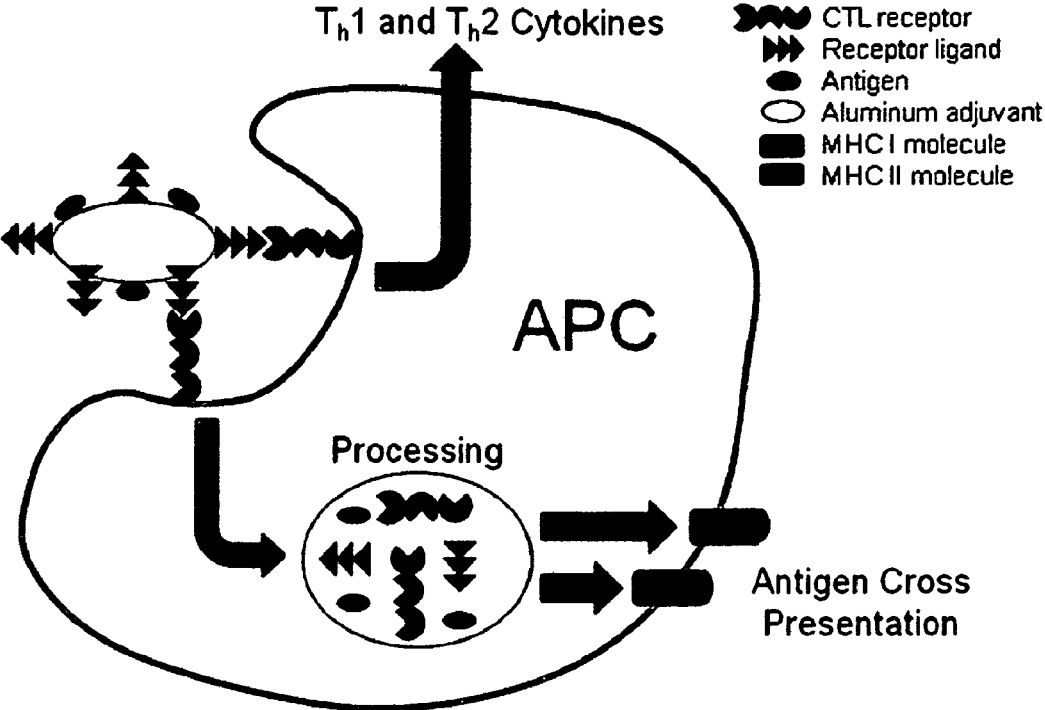 Th1 and Th2 Cytokines
CTL receptor
Receptor ligand
Antigen
Aluminum adjuvant
MHC I molecule
MHC II molecule
APC
Processing
Antigen Cross
Presentation